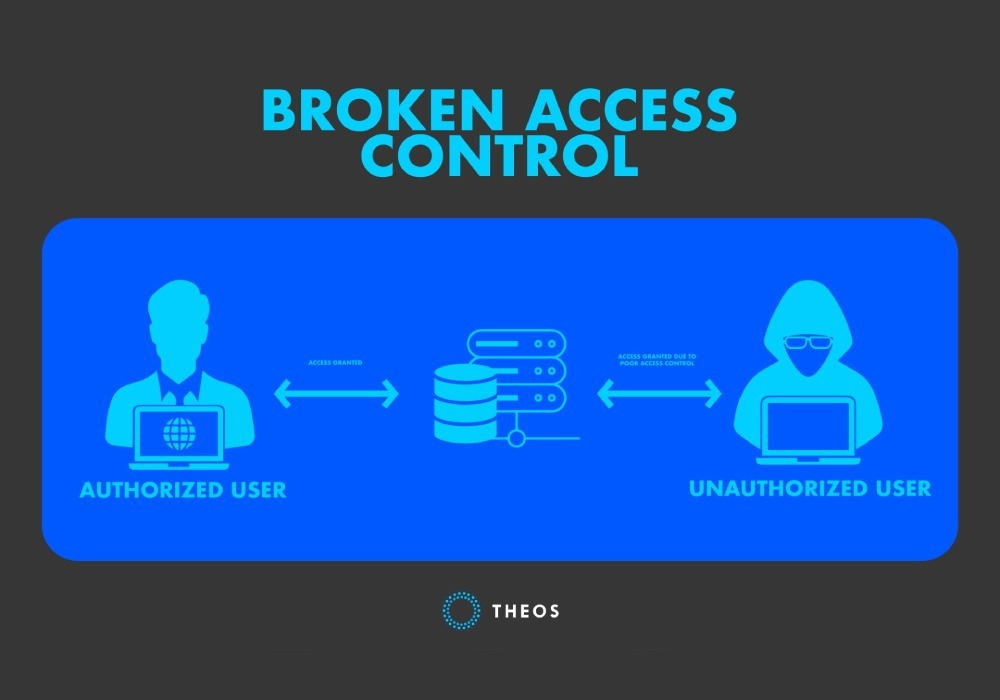 BROKEN ACCESS
CONTROL
ACCESS GRANTED
ACCESS GRANTED DUE TO
POOR ACCESS CONTROL
AUTHORIZED USER
UNAUTHORIZED USER
THEOS